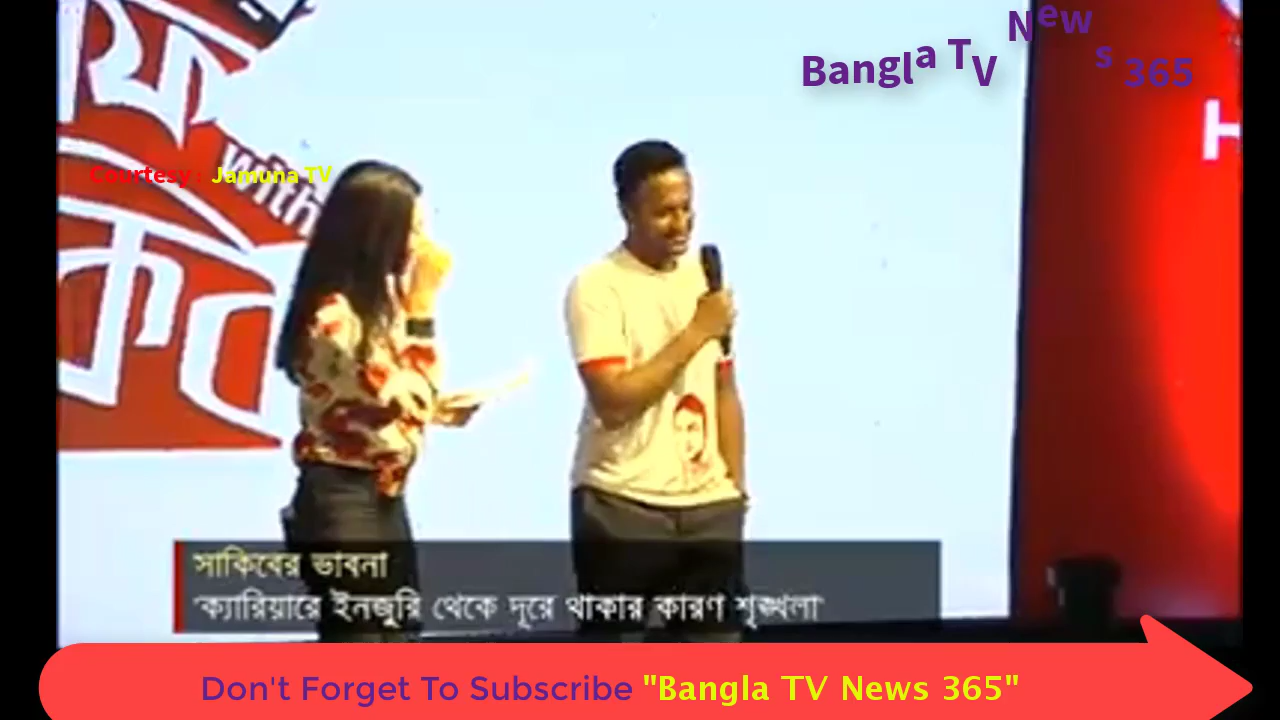 Bangla TV News 365
with
Courtesy : Jamuna TV
H
সাকিবের ভাবনা
'ক্যারিয়ারে ইনজুরি থেকে দূরে থাকার কারণ শৃঙ্খলা'
Don't Forget To Subscribe "Bangla TV News 365"